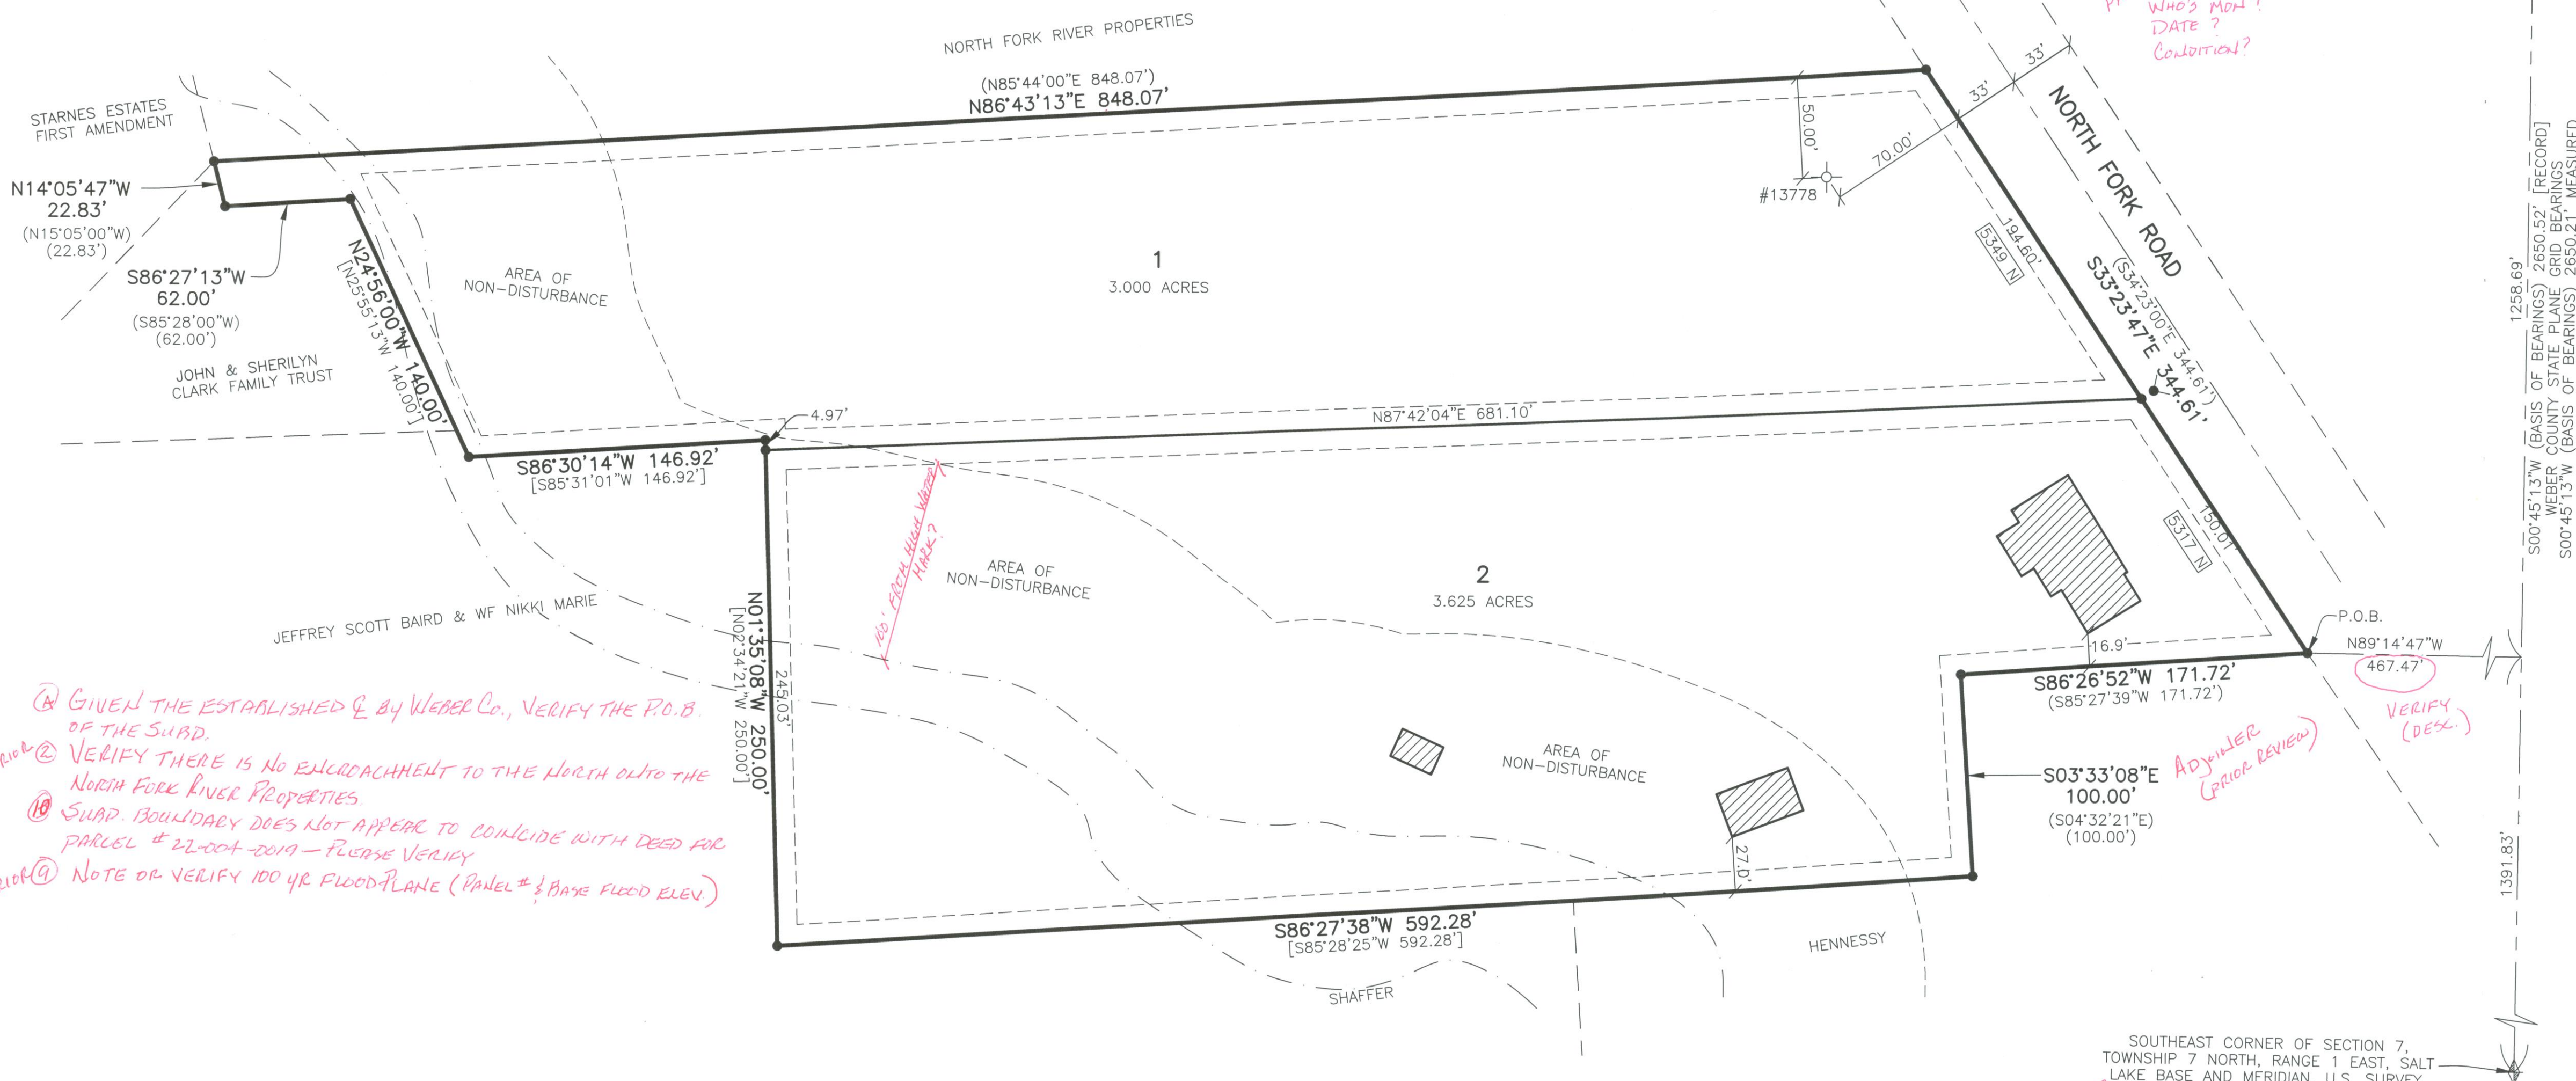 NORTH FORK RIVER PROPERTIES
(N85°44'00"E 848.07')
N86°43'13"E 848.07'
WHO'S MON?
DATE?
CONDITION?
33'
33'
NORTH FORK ROAD
STARNES ESTATES
FIRST AMENDMENT
N14°05'47"W
22.83'
(N15°05'00"W)
(22.83')
S86°27'13"W
62.00'
(S85°28'00"W)
(62.00')
JOHN & SHERILYN
CLARK FAMILY TRUST
N24°56'00"W 140.00'
[N25°55'13"W 140.00']
AREA OF
NON-DISTURBANCE
1
3.000 ACRES
50.00'
70.00'
#13778
194.60'
5349 N
(S34°23'00"E 344.61')
S33°23'47"E 344.61'
1258.69'
S00°45'13"W (BASIS OF BEARINGS) 2650.52' [RECORD]
WEBER COUNTY STATE PLANE GRID BEARINGS
S00°45'13"W (BASIS OF BEARINGS) 2650.21' MEASURED
4.97'
N87°42'04"E 681.10'
S86°30'14"W 146.92'
[S85°31'01"W 146.92']
100' FROM HIGH WATER
MARK?
AREA OF
NON-DISTURBANCE
2
3.625 ACRES
150.01'
5317 N
JEFFREY SCOTT BAIRD & WF NIKKI MARIE
N01°35'08"W 250.00'
[N02°34'21"W 250.00']
245.03'
P.O.B.
N89°14'47"W
467.47'
VERIFY
(DESC.)
16.9'
S86°26'52"W 171.72'
(S85°27'39"W 171.72')
ADJOINER
(PRIOR REVIEW)
S03°33'08"E
100.00'
(S04°32'21"E)
(100.00')
A GIVEN THE ESTABLISHED ℄ BY WEBER CO., VERIFY THE P.O.B.
OF THE SUBD.
2 VERIFY THERE IS NO ENCROACHMENT TO THE NORTH ONTO THE
NORTH FORK RIVER PROPERTIES.
10 SUBD. BOUNDARY DOES NOT APPEAR TO COINCIDE WITH DEED FOR
PARCEL # 22-004-0019 - PLEASE VERIFY
9 NOTE OR VERIFY 100 YR FLOOD PLANE (PANEL # & BASE FLOOD ELEV.)
AREA OF
NON-DISTURBANCE
27.0'
S86°27'38"W 592.28'
[S85°28'25"W 592.28']
HENNESSY
SHAFFER
1391.83'
SOUTHEAST CORNER OF SECTION 7,
TOWNSHIP 7 NORTH, RANGE 1 EAST, SALT
LAKE BASE AND MERIDIAN, U.S. SURVEY